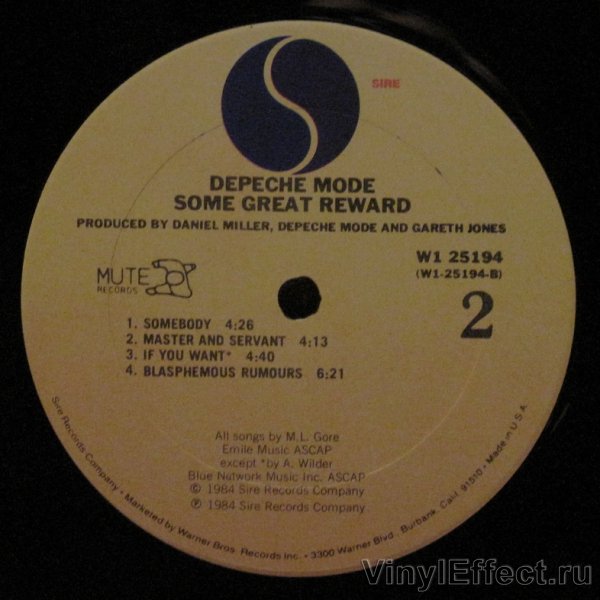 SIRE
DEPECHE MODE
SOME GREAT REWARD
PRODUCED BY DANIEL MILLER, DEPECHE MODE AND GARETH JONES
W1 25194
(W1-25194-B)
MUTE
RECORDS
2
1. SOMEBODY 4:26
2. MASTER AND SERVANT 4:13
3. IF YOU WANT* 4:40
4. BLASPHEMOUS RUMOURS 6:21
All songs by M.L. Gore
Emile Music ASCAP
except *by A. Wilder
Blue Network Music Inc. ASCAP
© 1984 Sire Records Company
℗ 1984 Sire Records Company
Sire Records Company • Marketed by Warner Bros. Records Inc. • 3300 Warner Blvd. Burbank, Calif. 91510 • Made in U.S.A.
VinylEffect.ru